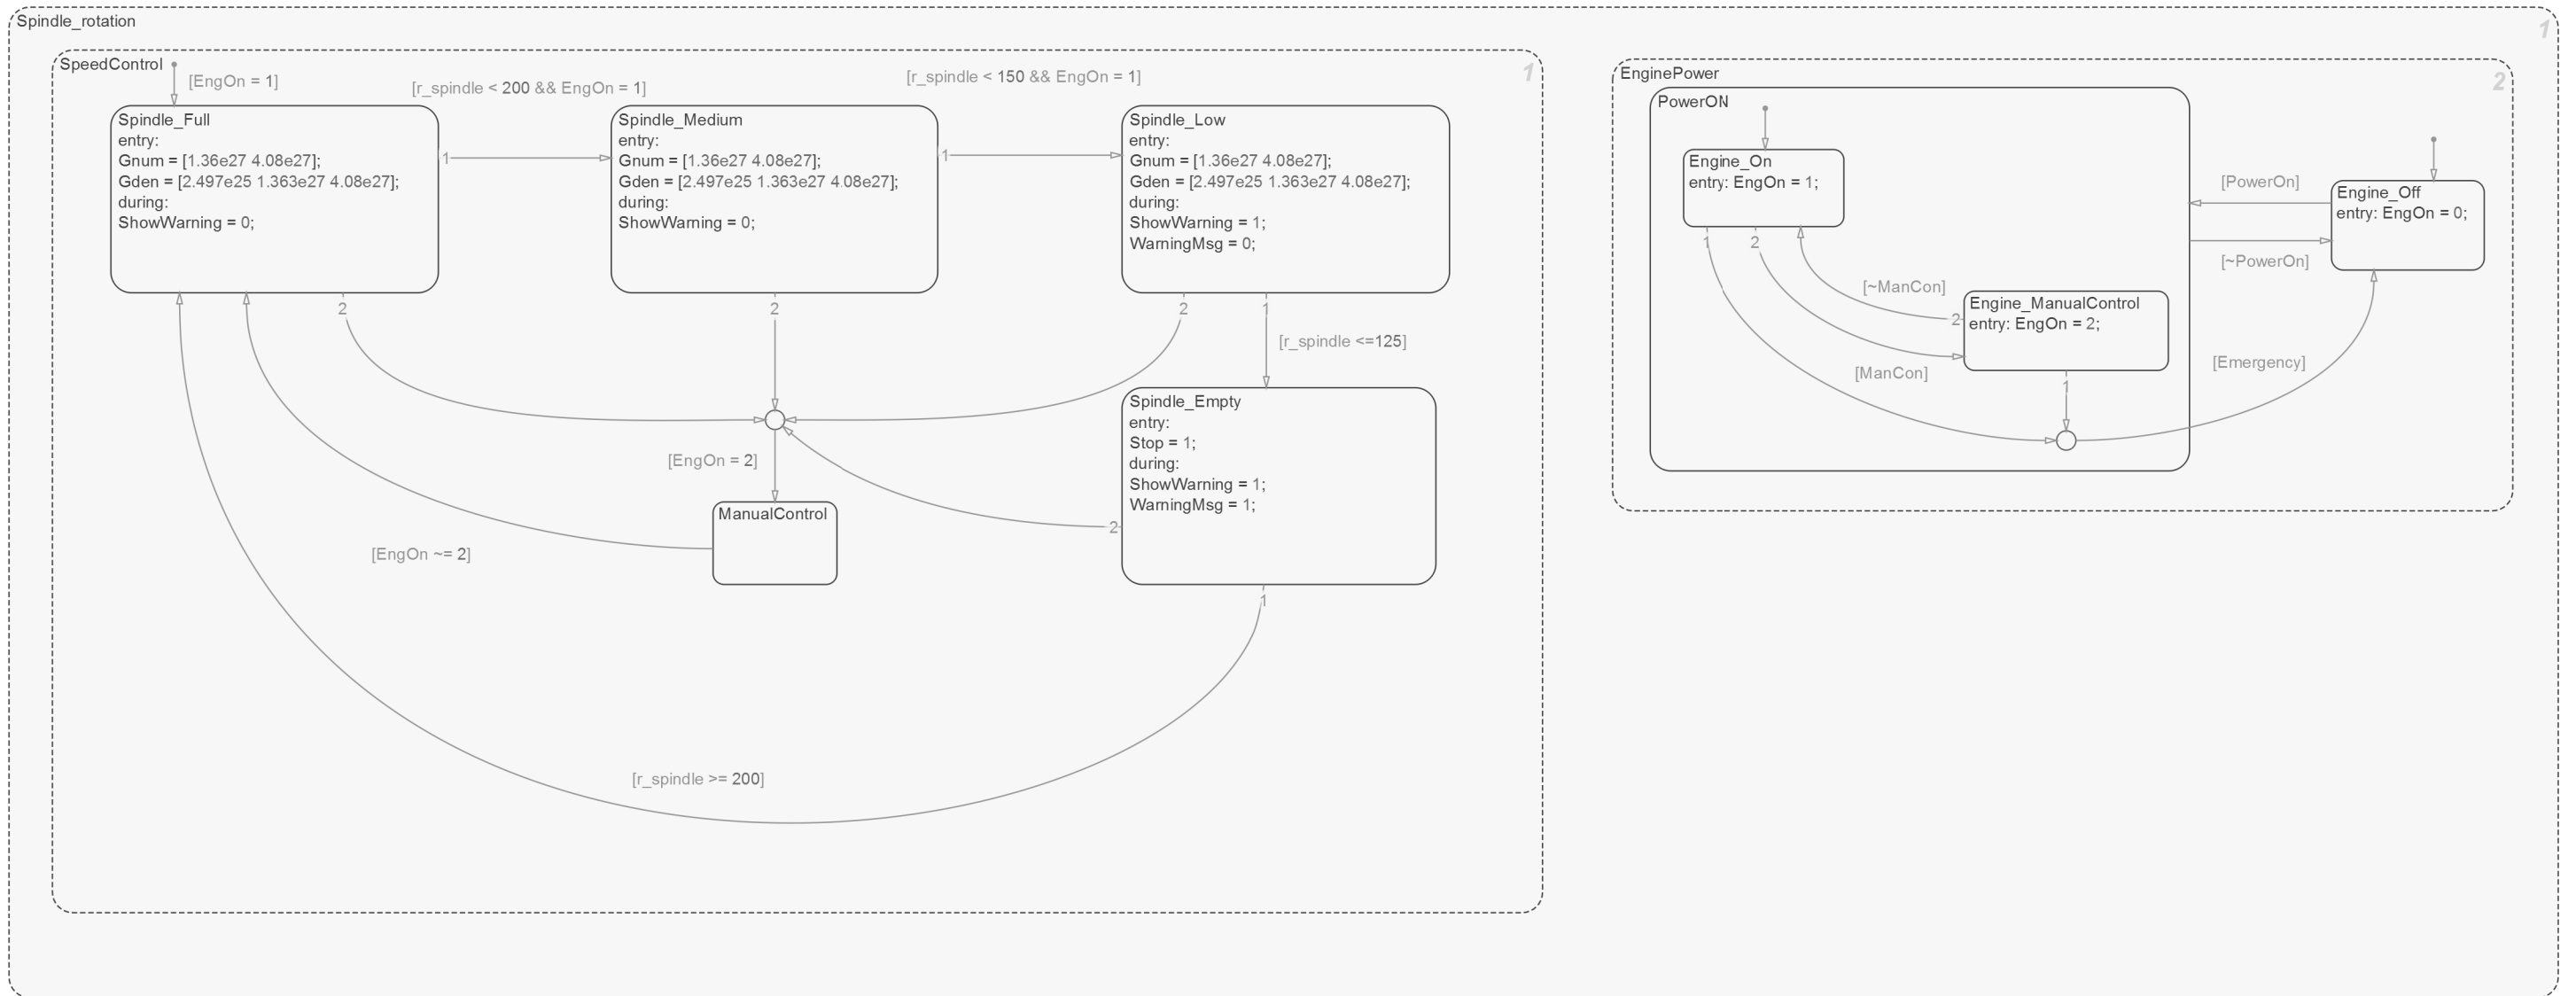 Spindle_rotation
1
SpeedControl
1
[EngOn = 1]
[r_spindle < 200 && EngOn = 1]
[r_spindle < 150 && EngOn = 1]
Spindle_Full
entry:
Gnum = [1.36e27 4.08e27];
Gden = [2.497e25 1.363e27 4.08e27];
during:
ShowWarning = 0;
1
2
Spindle_Medium
entry:
Gnum = [1.36e27 4.08e27];
Gden = [2.497e25 1.363e27 4.08e27];
during:
ShowWarning = 0;
1
2
Spindle_Low
entry:
Gnum = [1.36e27 4.08e27];
Gden = [2.497e25 1.363e27 4.08e27];
during:
ShowWarning = 1;
WarningMsg = 0;
2
1
[r_spindle <=125]
Spindle_Empty
entry:
Stop = 1;
during:
ShowWarning = 1;
WarningMsg = 1;
2
1
[EngOn = 2]
ManualControl
[EngOn ~= 2]
[r_spindle >= 200]
EnginePower
2
PowerON
Engine_On
entry: EngOn = 1;
1
2
[~ManCon]
Engine_ManualControl
entry: EngOn = 2;
2
1
[ManCon]
[PowerOn]
[~PowerOn]
Engine_Off
entry: EngOn = 0;
[Emergency]